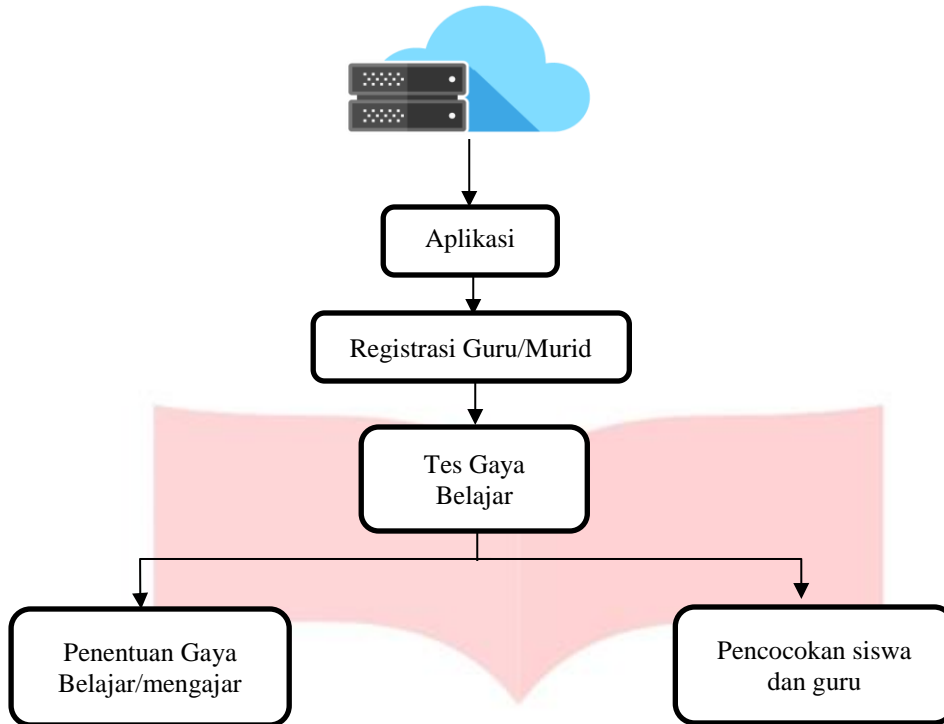 Aplikasi
Registrasi Guru/Murid
Tes Gaya
Belajar
Penentuan Gaya
Belajar/mengajar
Pencocokan siswa
dan guru